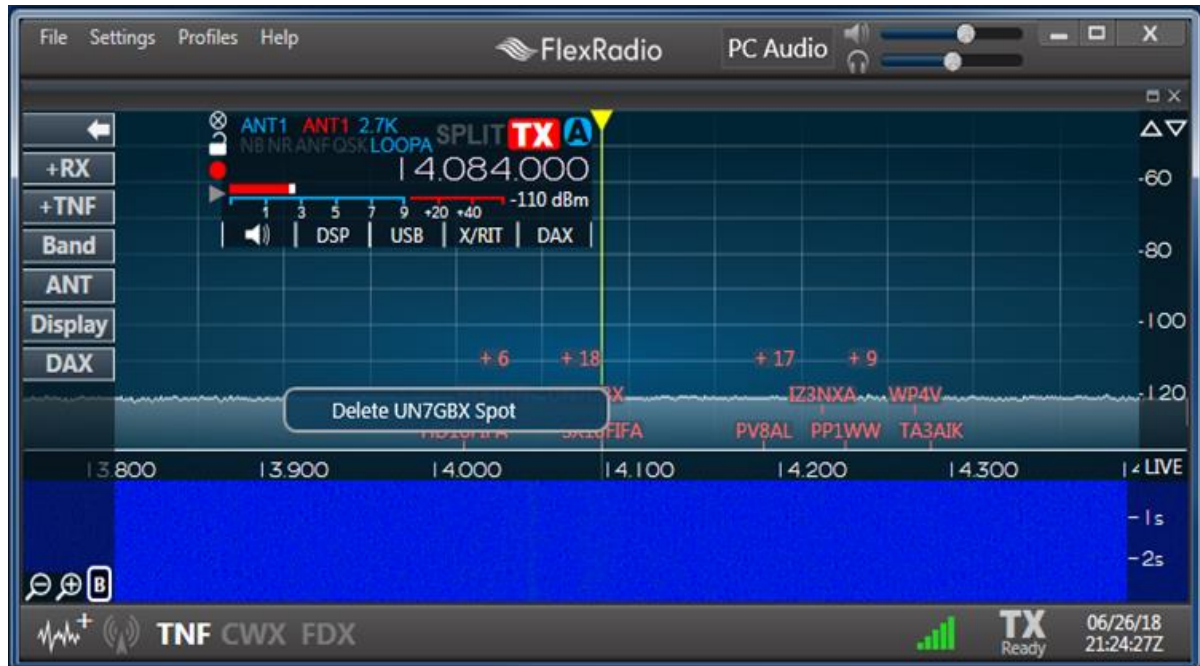 File Settings Profiles Help
FlexRadio
PC Audio
X
ANT1 ANT1 2.7K SPLIT TX A
NB NR ANF QSK LOOPA
+RX
14.084.000
+TNF
-110 dBm
1 3 5 7 9 +20 +40
DSP USB X/RIT DAX
Band
ANT
Display
DAX
-60
-80
-100
-120
+ 6 + 18 + 17 + 9
IZ3NXA WP4V
Delete UN7GBX Spot
PV8AL PP1WW TA3AIK
13.800 13.900 14.000 14.100 14.200 14.300 LIVE
-1s
-2s
B
TNF CWX FDX
TX
Ready
06/26/18
21:24:27Z